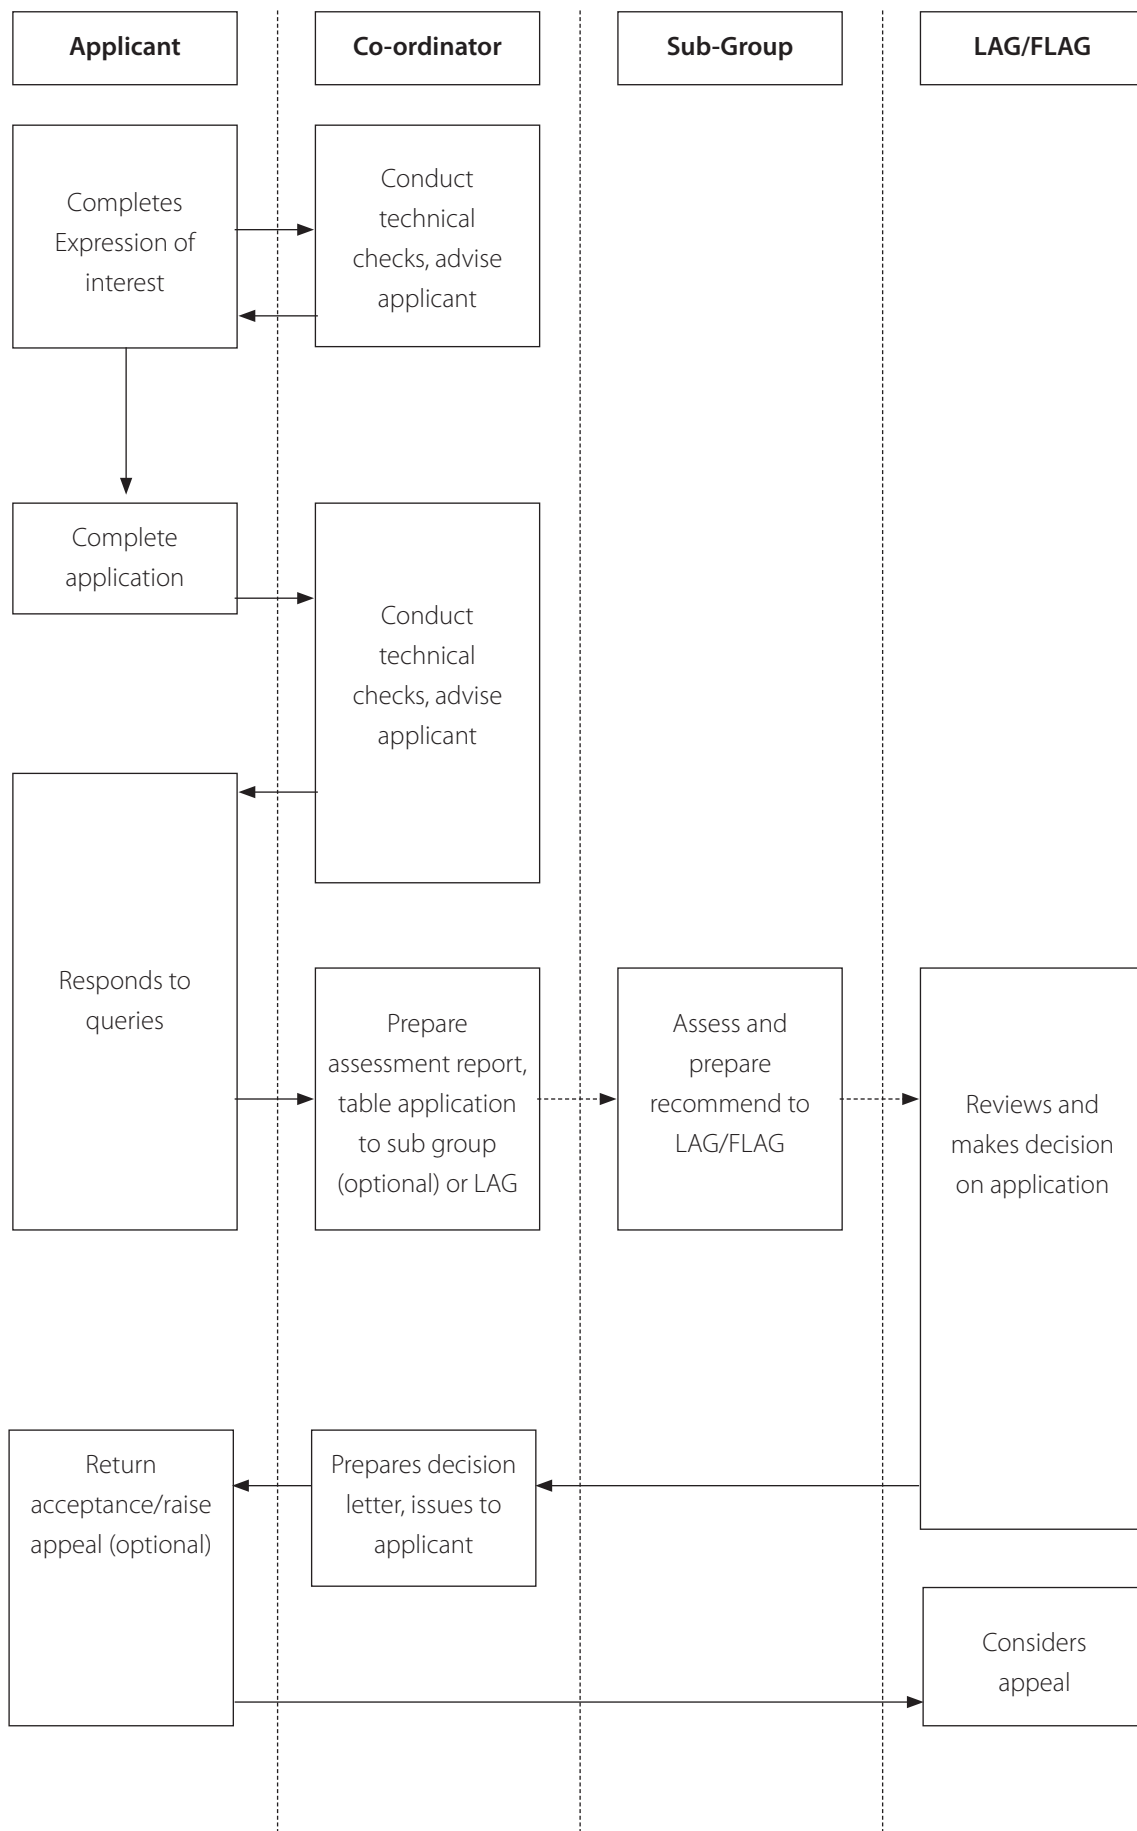 Applicant
Co-ordinator
Sub-Group
LAG/FLAG
Completes
Expression of
interest
Conduct
technical
checks, advise
applicant
Complete
application
Conduct
technical
checks, advise
applicant
Responds to
queries
Prepare
assessment report,
table application
to sub group
(optional) or LAG
Assess and
prepare
recommend to
LAG/FLAG
Reviews and
makes decision
on application
Return
acceptance/raise
appeal (optional)
Prepares decision
letter, issues to
applicant
Considers
appeal